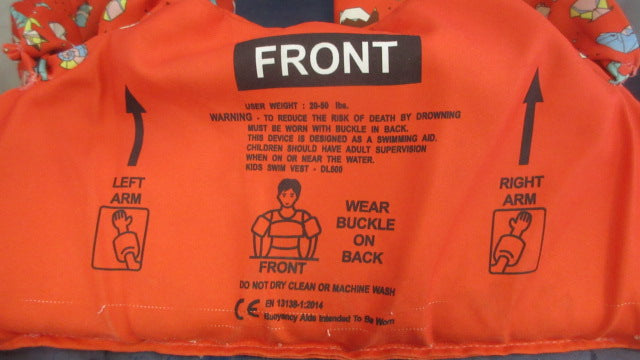 FRONT
USER WEIGHT : 20-50 lbs.
WARNING - TO REDUCE THE RISK OF DEATH BY DROWNING
MUST BE WORN WITH BUCKLE IN BACK.
THIS DEVICE IS DESIGNED AS A SWIMMING AID.
CHILDREN SHOULD HAVE ADULT SUPERVISION
WHEN ON OR NEAR THE WATER.
KIDS SWIM VEST - DL600
LEFT
ARM
RIGHT
ARM
WEAR
BUCKLE
ON
BACK
FRONT
DO NOT DRY CLEAN OR MACHINE WASH
CE EN 13138-1:2014
Buoyancy Aids Intended To Be Worn